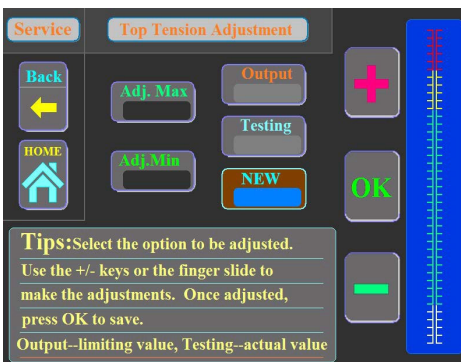 Service
Top Tension Adjustment
Back
HOME
Adj. Max
Adj.Min
Output
Testing
NEW
OK
Tips:Select the option to be adjusted.
Use the +/- keys or the finger slide to
make the adjustments. Once adjusted,
press OK to save.
Output--limiting value, Testing--actual value